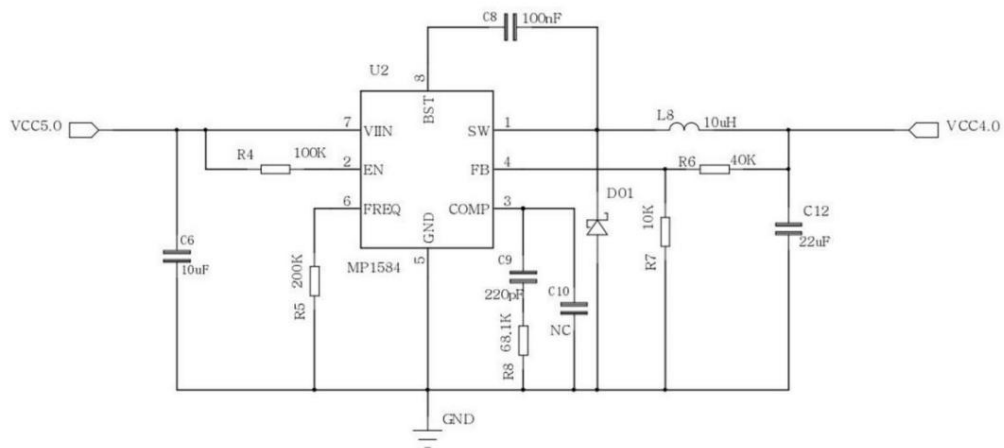 C8
100nF
U2
8
BST
VCC5.0
7
VIIN
SW
1
L8
10uH
VCC4.0
R4
100K
2
EN
FB
4
R6
40K
6
FREQ
COMP
3
DO1
10K
C12
22uF
C6
10uF
GND
5
MP1584
200K
R5
C9
220pF
C10
NC
R7
68.1K
R8
GND